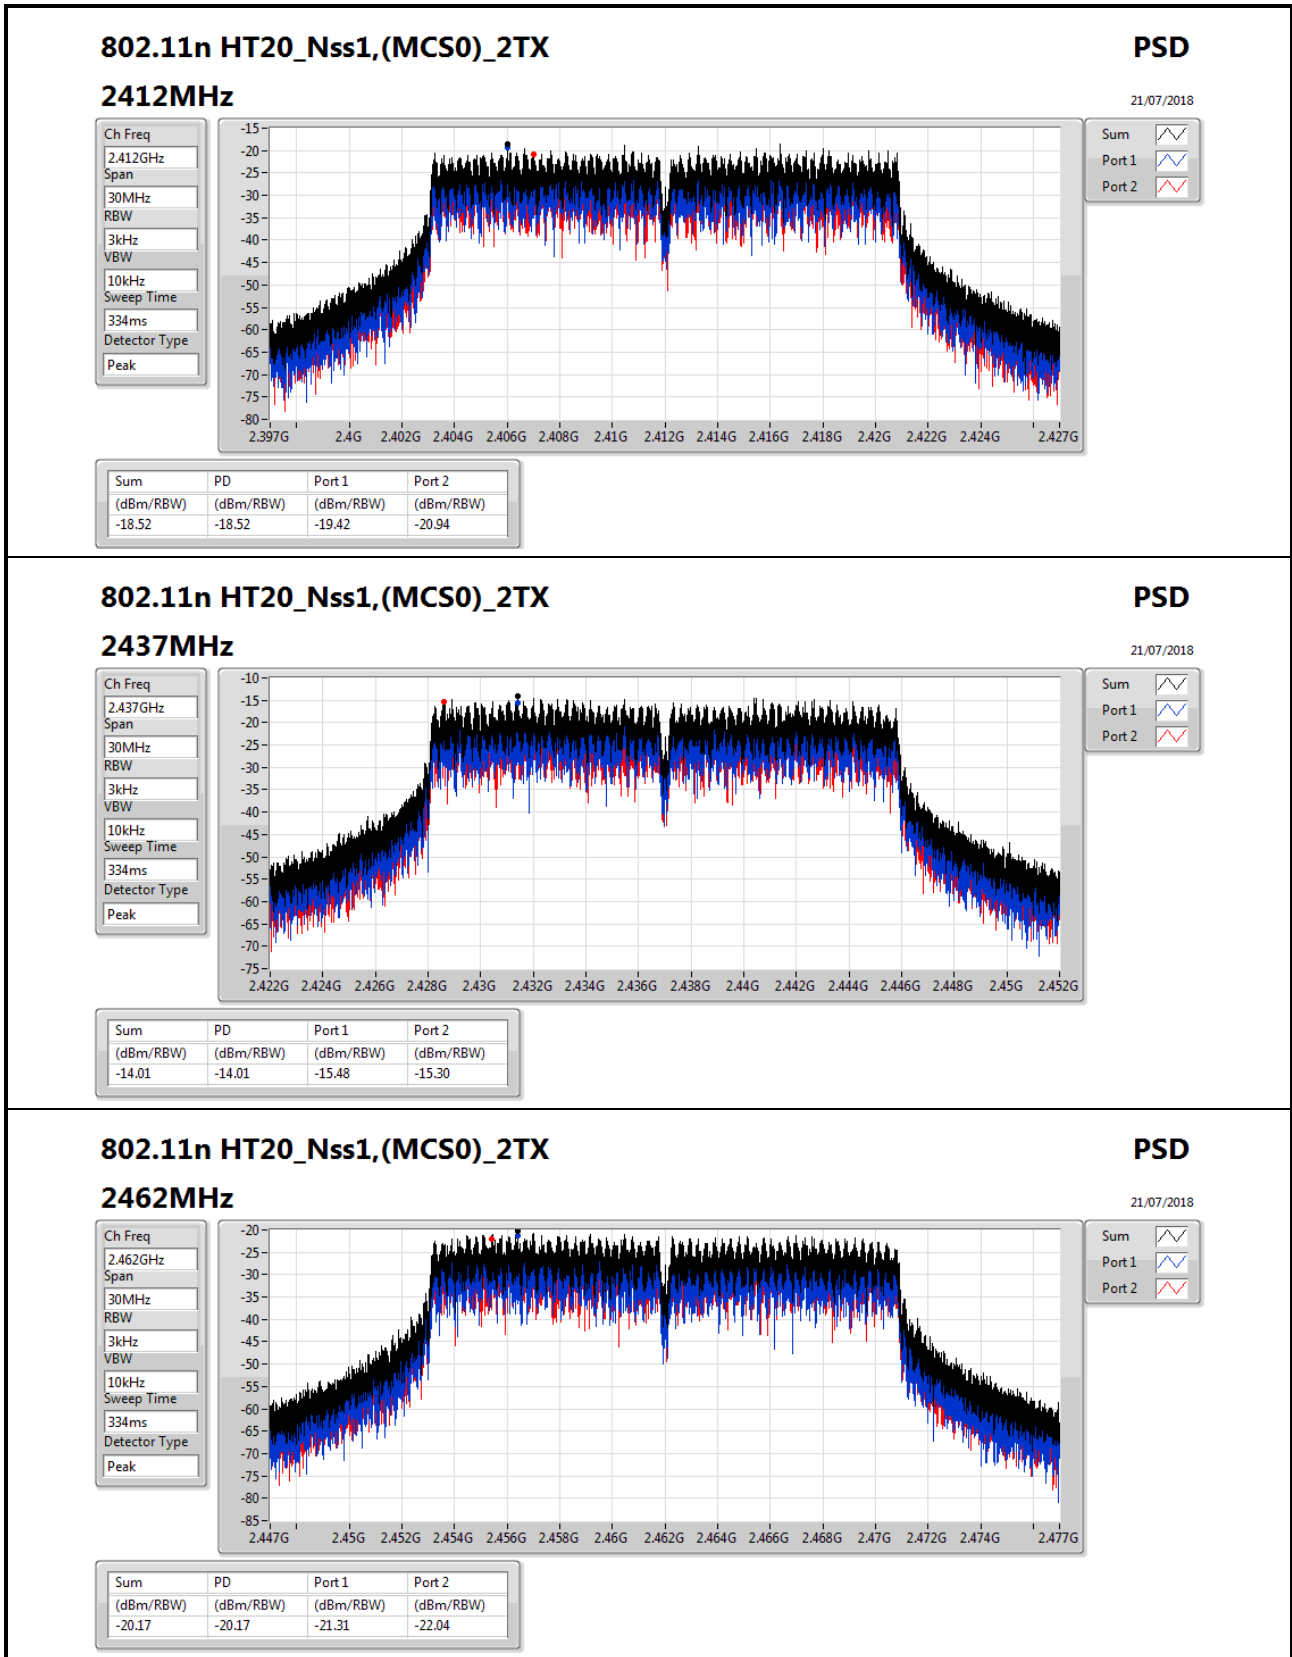 802.11n HT20_Nss1,(MCS0)_2TX PSD
2412MHz 21/07/2018
Ch Freq
2.412GHz
Span
30MHz
RBW
3kHz
VBW
10kHz
Sweep Time
334ms
Detector Type
Peak
-15
-20
-25
-30
-35
-40
-45
-50
-55
-60
-65
-70
-75
-80
2.397G 2.4G 2.402G 2.404G 2.406G 2.408G 2.41G 2.412G 2.414G 2.416G 2.418G 2.42G 2.422G 2.424G 2.427G
Sum
Port 1
Port 2
Sum PD Port 1 Port 2
(dBm/RBW) (dBm/RBW) (dBm/RBW) (dBm/RBW)
-18.52 -18.52 -19.42 -20.94
802.11n HT20_Nss1,(MCS0)_2TX PSD
2437MHz 21/07/2018
Ch Freq
2.437GHz
Span
30MHz
RBW
3kHz
VBW
10kHz
Sweep Time
334ms
Detector Type
Peak
-10
-15
-20
-25
-30
-35
-40
-45
-50
-55
-60
-65
-70
-75
2.422G 2.424G 2.426G 2.428G 2.43G 2.432G 2.434G 2.436G 2.438G 2.44G 2.442G 2.444G 2.446G 2.448G 2.45G 2.452G
Sum
Port 1
Port 2
Sum PD Port 1 Port 2
(dBm/RBW) (dBm/RBW) (dBm/RBW) (dBm/RBW)
-14.01 -14.01 -15.48 -15.30
802.11n HT20_Nss1,(MCS0)_2TX PSD
2462MHz 21/07/2018
Ch Freq
2.462GHz
Span
30MHz
RBW
3kHz
VBW
10kHz
Sweep Time
334ms
Detector Type
Peak
-20
-25
-30
-35
-40
-45
-50
-55
-60
-65
-70
-75
-80
-85
2.447G 2.45G 2.452G 2.454G 2.456G 2.458G 2.46G 2.462G 2.464G 2.466G 2.468G 2.47G 2.472G 2.474G 2.477G
Sum
Port 1
Port 2
Sum PD Port 1 Port 2
(dBm/RBW) (dBm/RBW) (dBm/RBW) (dBm/RBW)
-20.17 -20.17 -21.31 -22.04